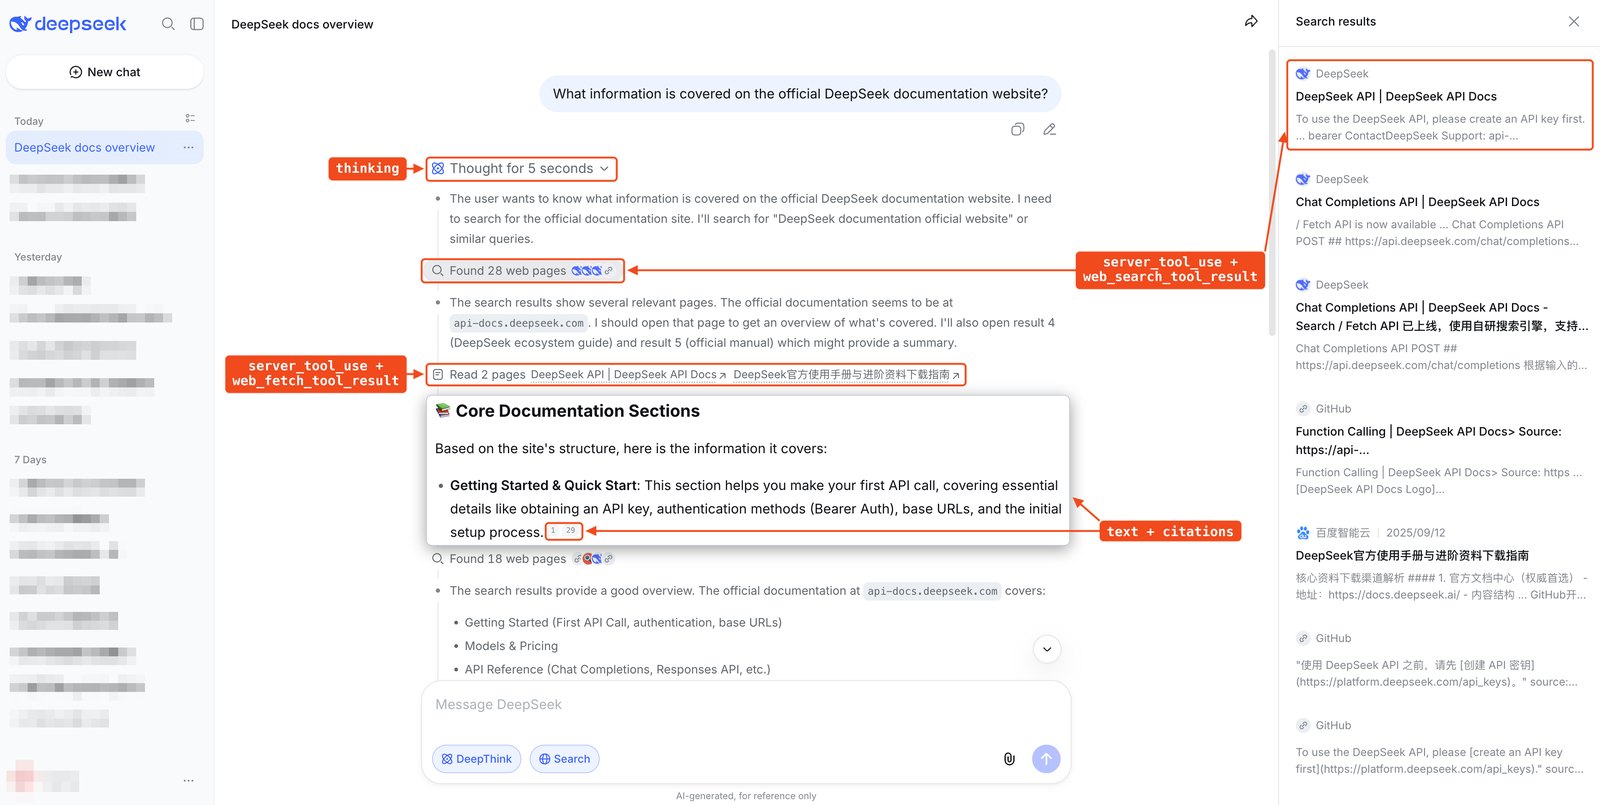 deepseek
New chat
Today
DeepSeek docs overview
Yesterday
7 Days
DeepSeek docs overview
What information is covered on the official DeepSeek documentation website?
thinking
Thought for 5 seconds
The user wants to know what information is covered on the official DeepSeek documentation website. I need
to search for the official documentation site. I'll search for "DeepSeek documentation official website" or
similar queries.
Found 28 web pages
server_tool_use +
web_search_tool_result
The search results show several relevant pages. The official documentation seems to be at
api-docs.deepseek.com. I should open that page to get an overview of what's covered. I'll also open result 4
(DeepSeek ecosystem guide) and result 5 (official manual) which might provide a summary.
server_tool_use +
web_fetch_tool_result
Read 2 pages DeepSeek API | DeepSeek API Docs DeepSeek官方使用手册与进阶资料下载指南
📚 Core Documentation Sections
Based on the site's structure, here is the information it covers:
• Getting Started & Quick Start: This section helps you make your first API call, covering essential
details like obtaining an API key, authentication methods (Bearer Auth), base URLs, and the initial
setup process. 1 29
text + citations
Found 18 web pages
The search results provide a good overview. The official documentation at api-docs.deepseek.com covers:
• Getting Started (First API Call, authentication, base URLs)
• Models & Pricing
• API Reference (Chat Completions, Responses API, etc.)
Message DeepSeek
DeepThink
Search
AI-generated, for reference only
Search results
DeepSeek
DeepSeek API | DeepSeek API Docs
To use the DeepSeek API, please create an API key first.
... bearer ContactDeepSeek Support: api-...
DeepSeek
Chat Completions API | DeepSeek API Docs
/ Fetch API is now available ... Chat Completions API
POST ## https://api.deepseek.com/chat/completions...
DeepSeek
Chat Completions API | DeepSeek API Docs -
Search / Fetch API 已上线，使用自研搜索引擎，支持...
Chat Completions API POST ##
https://api.deepseek.com/chat/completions 根据输入的...
GitHub
Function Calling | DeepSeek API Docs> Source:
https://api-...
Function Calling | DeepSeek API Docs> Source: https ...
[DeepSeek API Docs Logo]...
百度智能云 | 2025/09/12
DeepSeek官方使用手册与进阶资料下载指南
核心资料下载渠道解析 #### 1. 官方文档中心（权威首选） -
地址：https://docs.deepseek.ai/ - 内容结构 ... GitHub开...
GitHub
"使用 DeepSeek API 之前，请先 [创建 API 密钥]
(https://platform.deepseek.com/api_keys)。" source:...
GitHub
To use the DeepSeek API, please [create an API key
first](https://platform.deepseek.com/api_keys)." sourc...